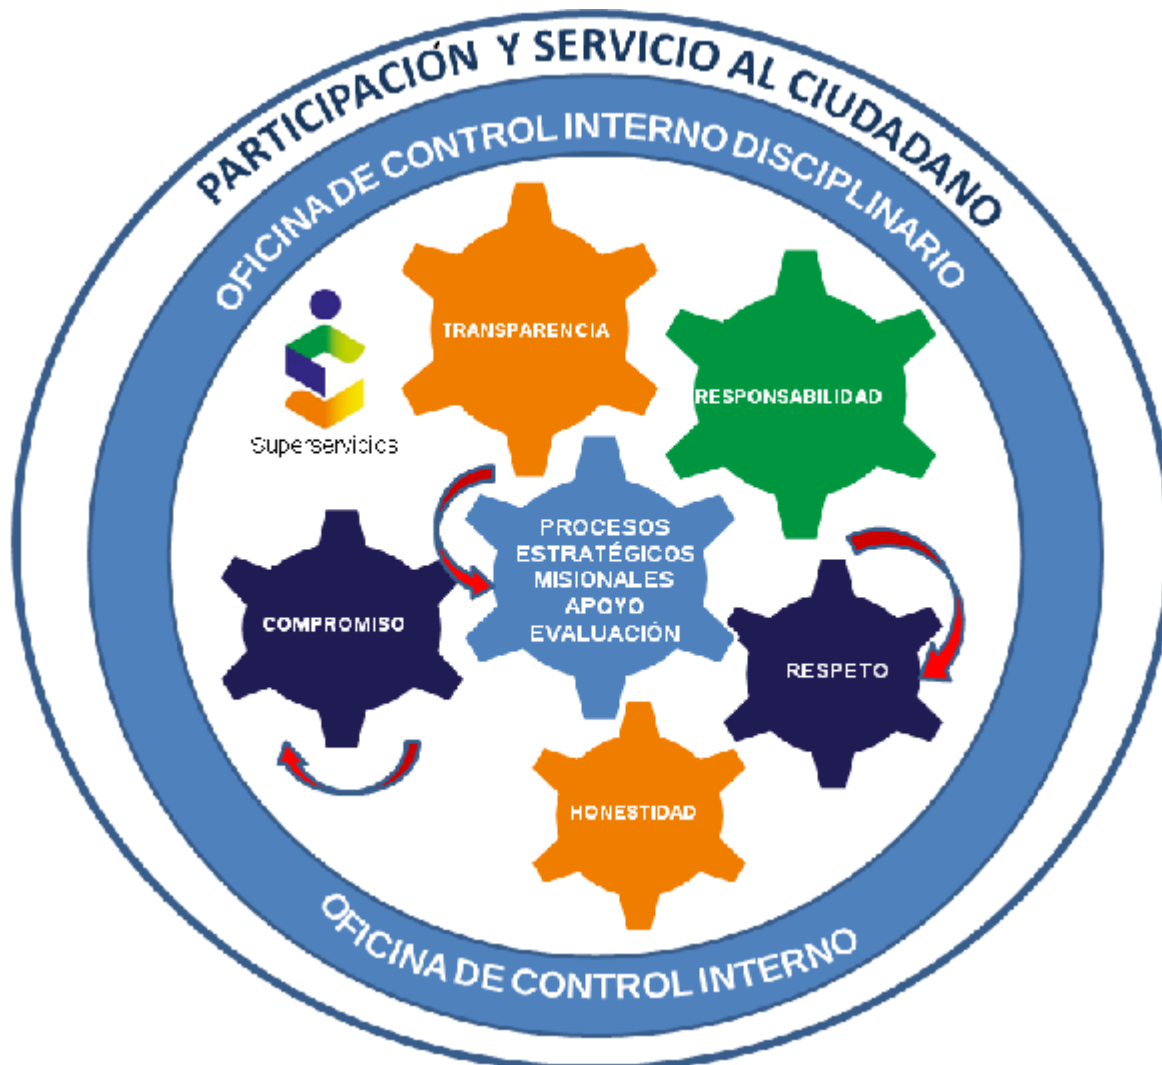 PARTICIPACIÓN Y SERVICIO AL CIUDADANO
OFICINA DE CONTROL INTERNO DISCIPLINARIO
TRANSPARENCIA
RESPONSABILIDAD
Superservicios
PROCESOS
ESTRATÉGICOS
MISIONALES
APOYO
EVALUACIÓN
COMPROMISO
RESPETO
HONESTIDAD
OFICINA DE CONTROL INTERNO